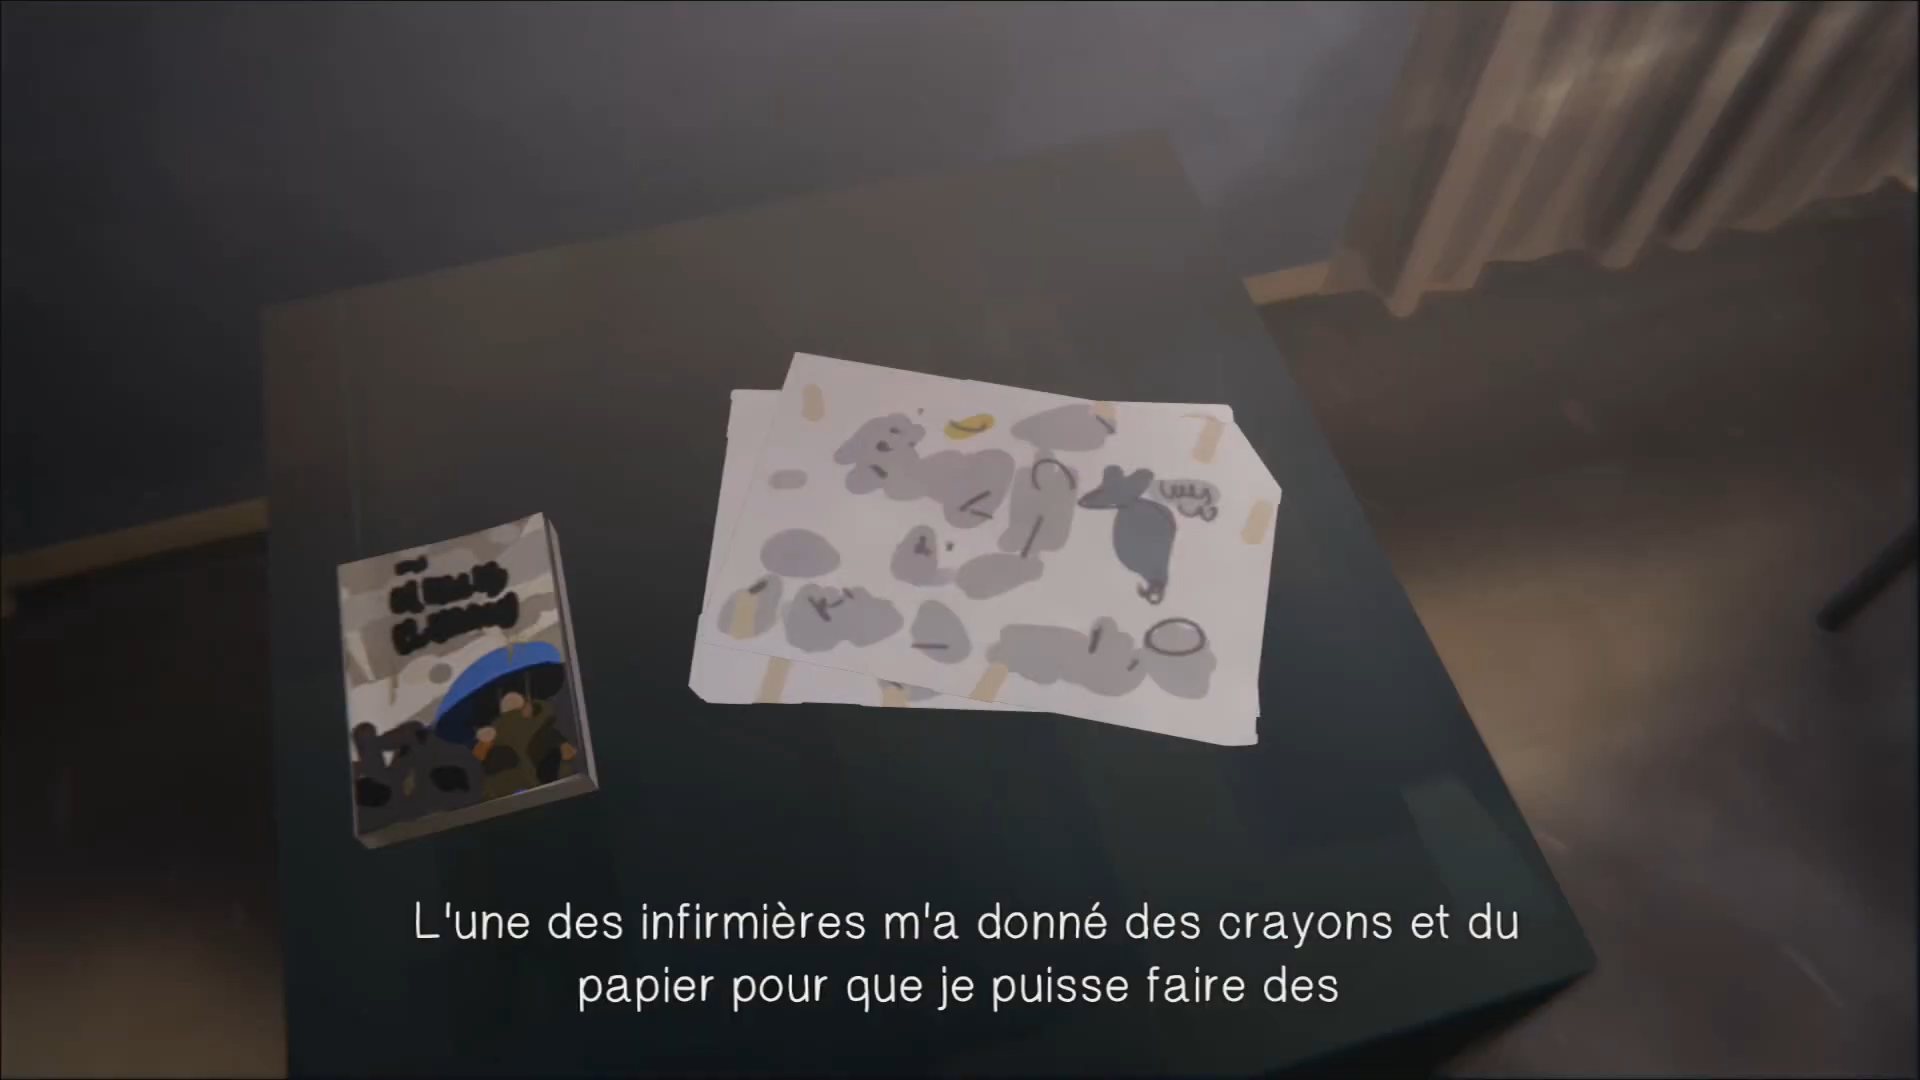 L'une des infirmières m'a donné des crayons et du
papier pour que je puisse faire des